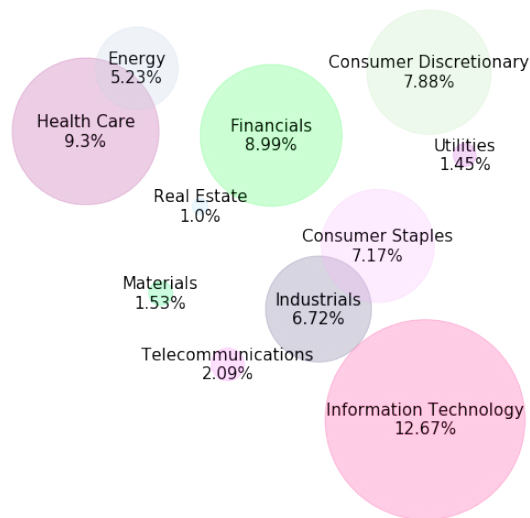 Energy
5.23%
Consumer Discretionary
7.88%
Health Care
9.3%
Financials
8.99%
Utilities
1.45%
Real Estate
1.0%
Consumer Staples
7.17%
Materials
1.53%
Industrials
6.72%
Telecommunications
2.09%
Information Technology
12.67%